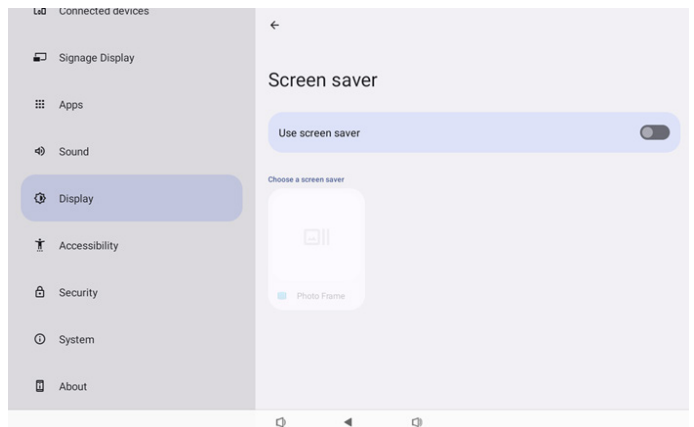 Connected devices
Signage Display
Apps
Sound
Display
Accessibility
Security
System
About
Screen saver
Use screen saver
Choose a screen saver
Photo Frame